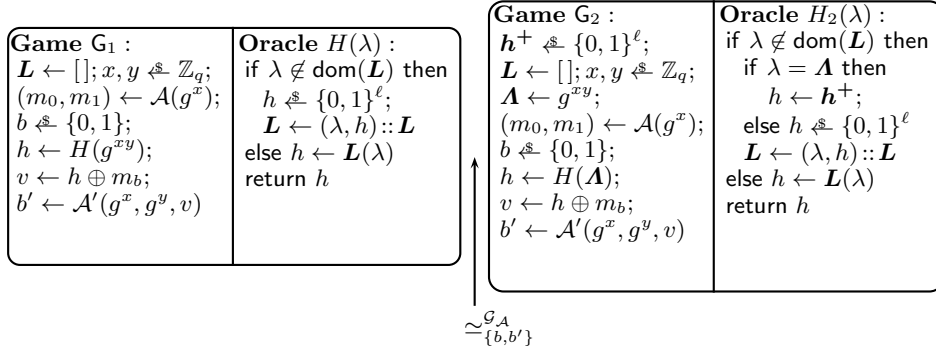 Game G₁ :
𝑳 ← [ ]; x, y ←$ ℤ_q;
(m₀, m₁) ← 𝒜(g^x);
b ←$ {0, 1};
h ← H(g^{xy});
v ← h ⊕ m_b;
b′ ← 𝒜′(g^x, g^y, v)
Oracle H(λ) :
if λ ∉ dom(𝑳) then
h ←$ {0, 1}^ℓ;
𝑳 ← (λ, h) :: 𝑳
else h ← 𝑳(λ)
return h
Game G₂ :
𝒉⁺ ←$ {0, 1}^ℓ;
𝑳 ← [ ]; x, y ←$ ℤ_q;
𝜦 ← g^{xy};
(m₀, m₁) ← 𝒜(g^x);
b ←$ {0, 1};
h ← H(𝜦);
v ← h ⊕ m_b;
b′ ← 𝒜′(g^x, g^y, v)
Oracle H₂(λ) :
if λ ∉ dom(𝑳) then
if λ = 𝜦 then
h ← 𝒉⁺;
else h ←$ {0, 1}^ℓ
𝑳 ← (λ, h) :: 𝑳
else h ← 𝑳(λ)
return h
≃^{𝒢_𝒜}_{{b,b′}}